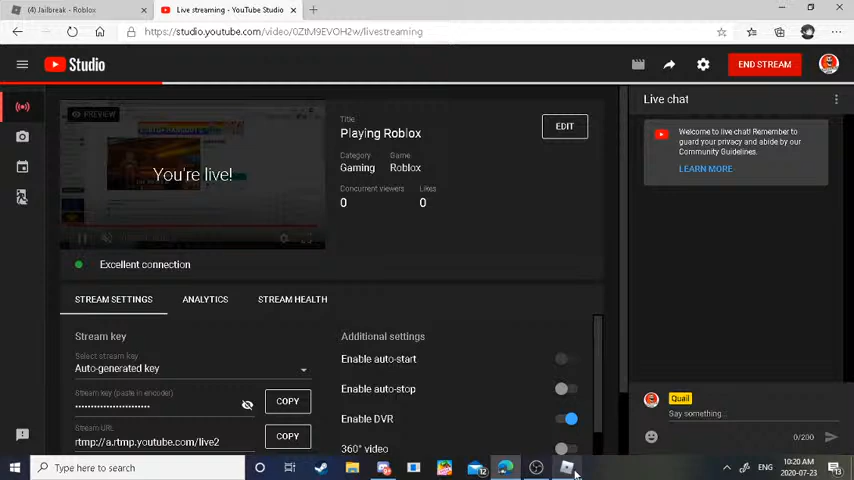 (4) Jailbreak - Roblox
Live streaming - YouTube Studio
https://studio.youtube.com/video/0ZtM9EVOH2w/livestreaming
Studio
END STREAM
PREVIEW
You're live!
Title
Playing Roblox
EDIT
Category
Game
Gaming
Roblox
Concurrent viewers
Likes
0
0
Excellent connection
STREAM SETTINGS
ANALYTICS
STREAM HEALTH
Stream key
Select stream key
Auto-generated key
Stream key (paste in encoder)
••••••••••••••••••••••••
COPY
Stream URL
rtmp://a.rtmp.youtube.com/live2
COPY
Additional settings
Enable auto-start
Enable auto-stop
Enable DVR
360° video
Live chat
Welcome to live chat! Remember to
guard your privacy and abide by our
Community Guidelines.
LEARN MORE
Quail
Say something...
0/200
Type here to search
12
ENG
10:20 AM
2020-07-23
13